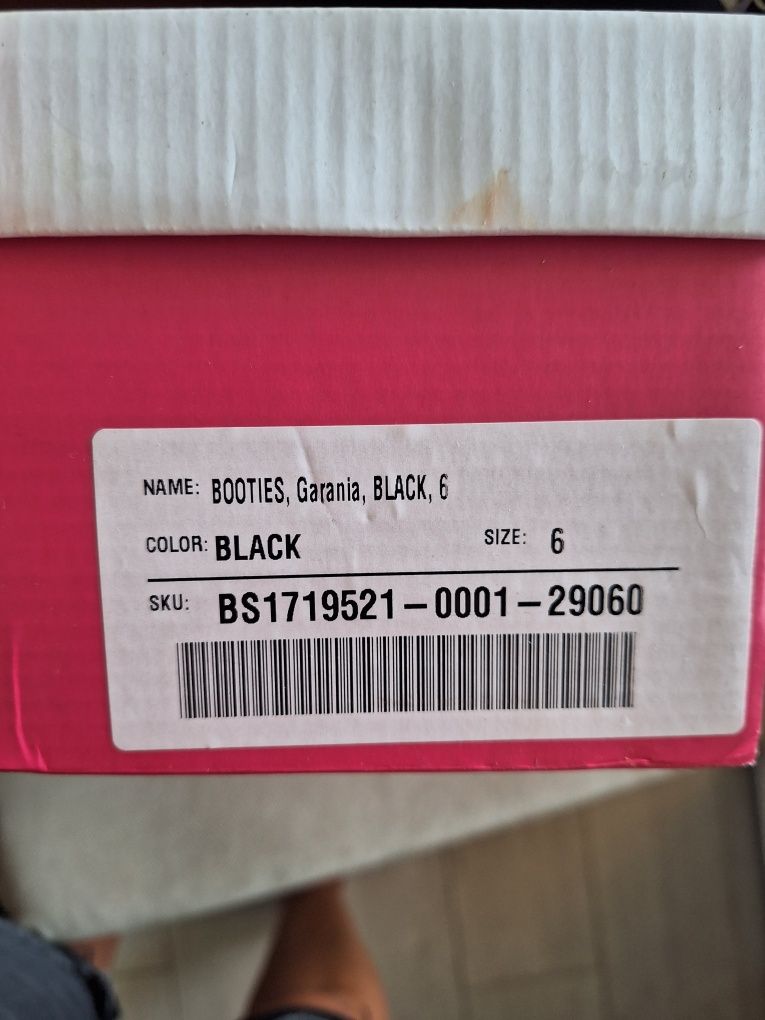 NAME: BOOTIES, Garania, BLACK, 6
COLOR: BLACK SIZE: 6
SKU: BS1719521-0001-29060